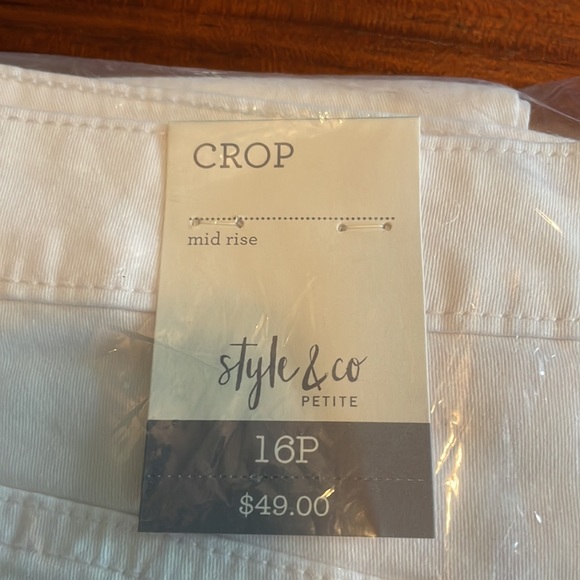 CROP
mid rise
style & co
PETITE
16P
$49.00